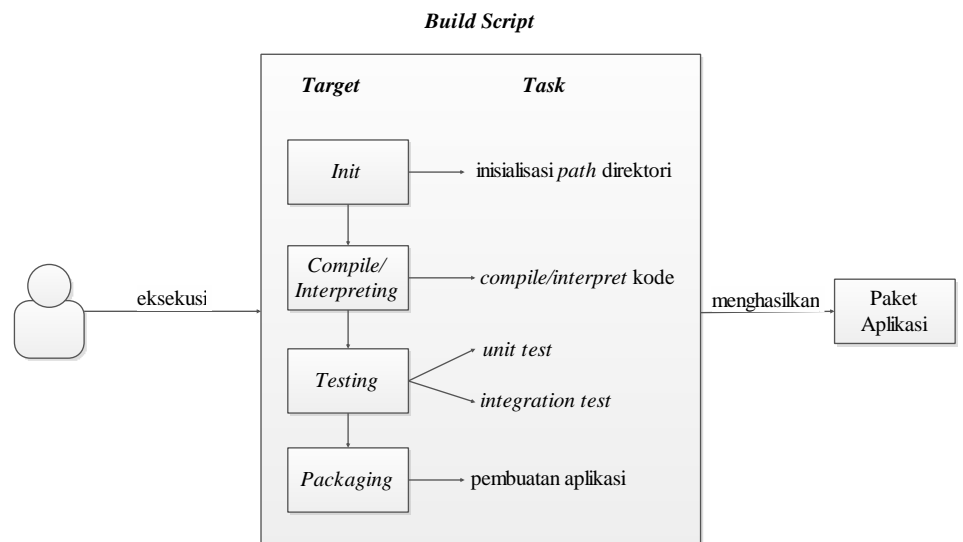 Build Script
Target Task
Init
inisialisasi path direktori
Compile/
Interpreting
compile/interpret kode
eksekusi
menghasilkan
Paket
Aplikasi
Testing
unit test
integration test
Packaging
pembuatan aplikasi